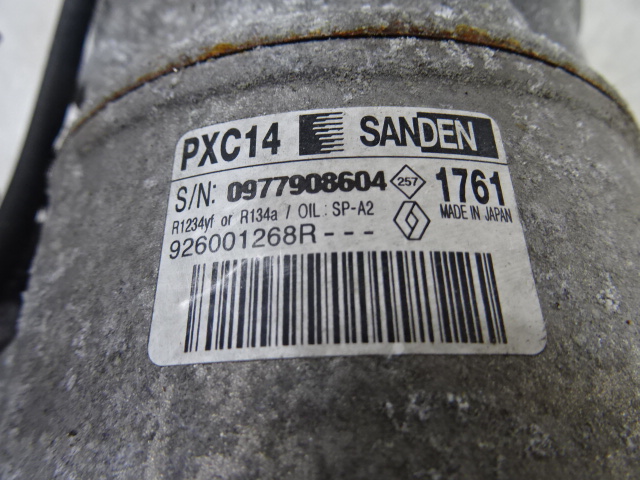 PXC14 SANDEN
S/N: 0977908604 257 1761
R1234yf or R134a / OIL : SP-A2 MADE IN JAPAN
926001268R - - -